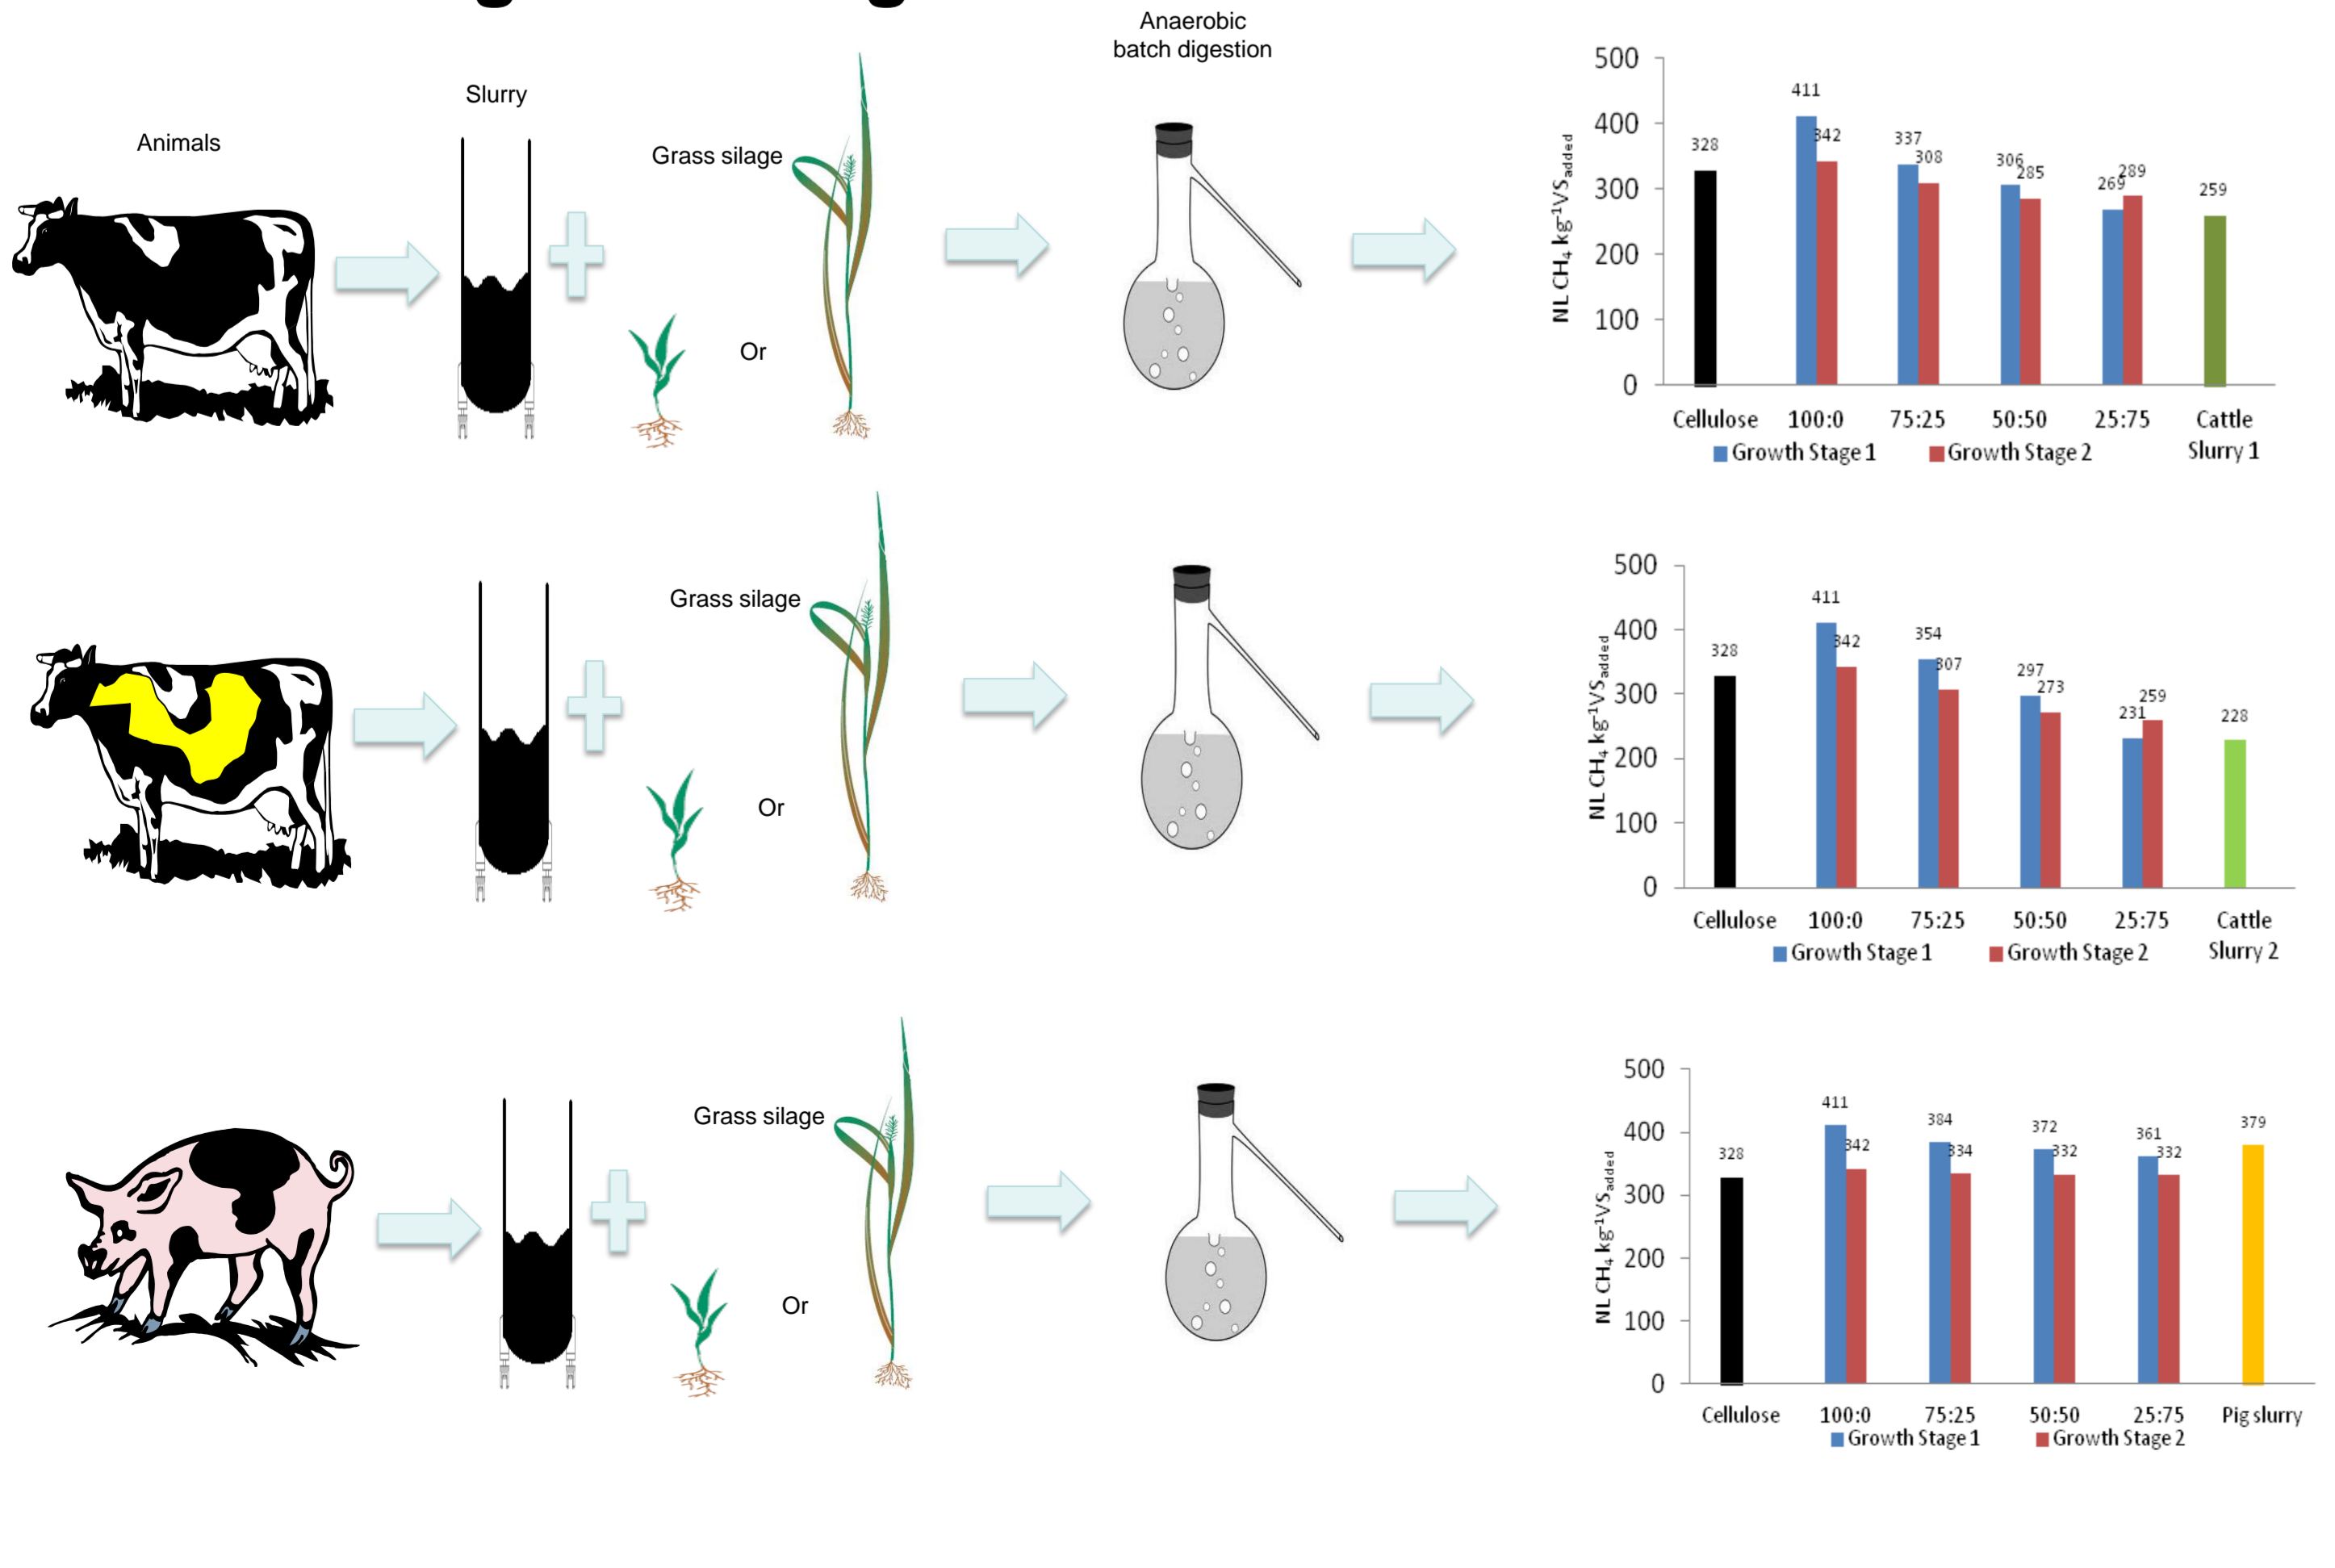 Anaerobic
batch digestion
Slurry
Animals
Grass silage
Or
500
400
300
200
100
0
NL CH₄ kg⁻¹VSadded
328
411
342
337
308
306
285
269
289
259
Cellulose 100:0 75:25 50:50 25:75 Cattle
Slurry 1
Growth Stage 1 Growth Stage 2
Grass silage
Or
500
400
300
200
100
0
NL CH₄ kg⁻¹VSadded
328
411
342
354
307
297
273
231
259
228
Cellulose 100:0 75:25 50:50 25:75 Cattle
Slurry 2
Growth Stage 1 Growth Stage 2
Grass silage
Or
500
400
300
200
100
0
NL CH₄ kg⁻¹VSadded
328
411
342
384
334
372
332
361
332
379
Cellulose 100:0 75:25 50:50 25:75 Pig slurry
Growth Stage 1 Growth Stage 2